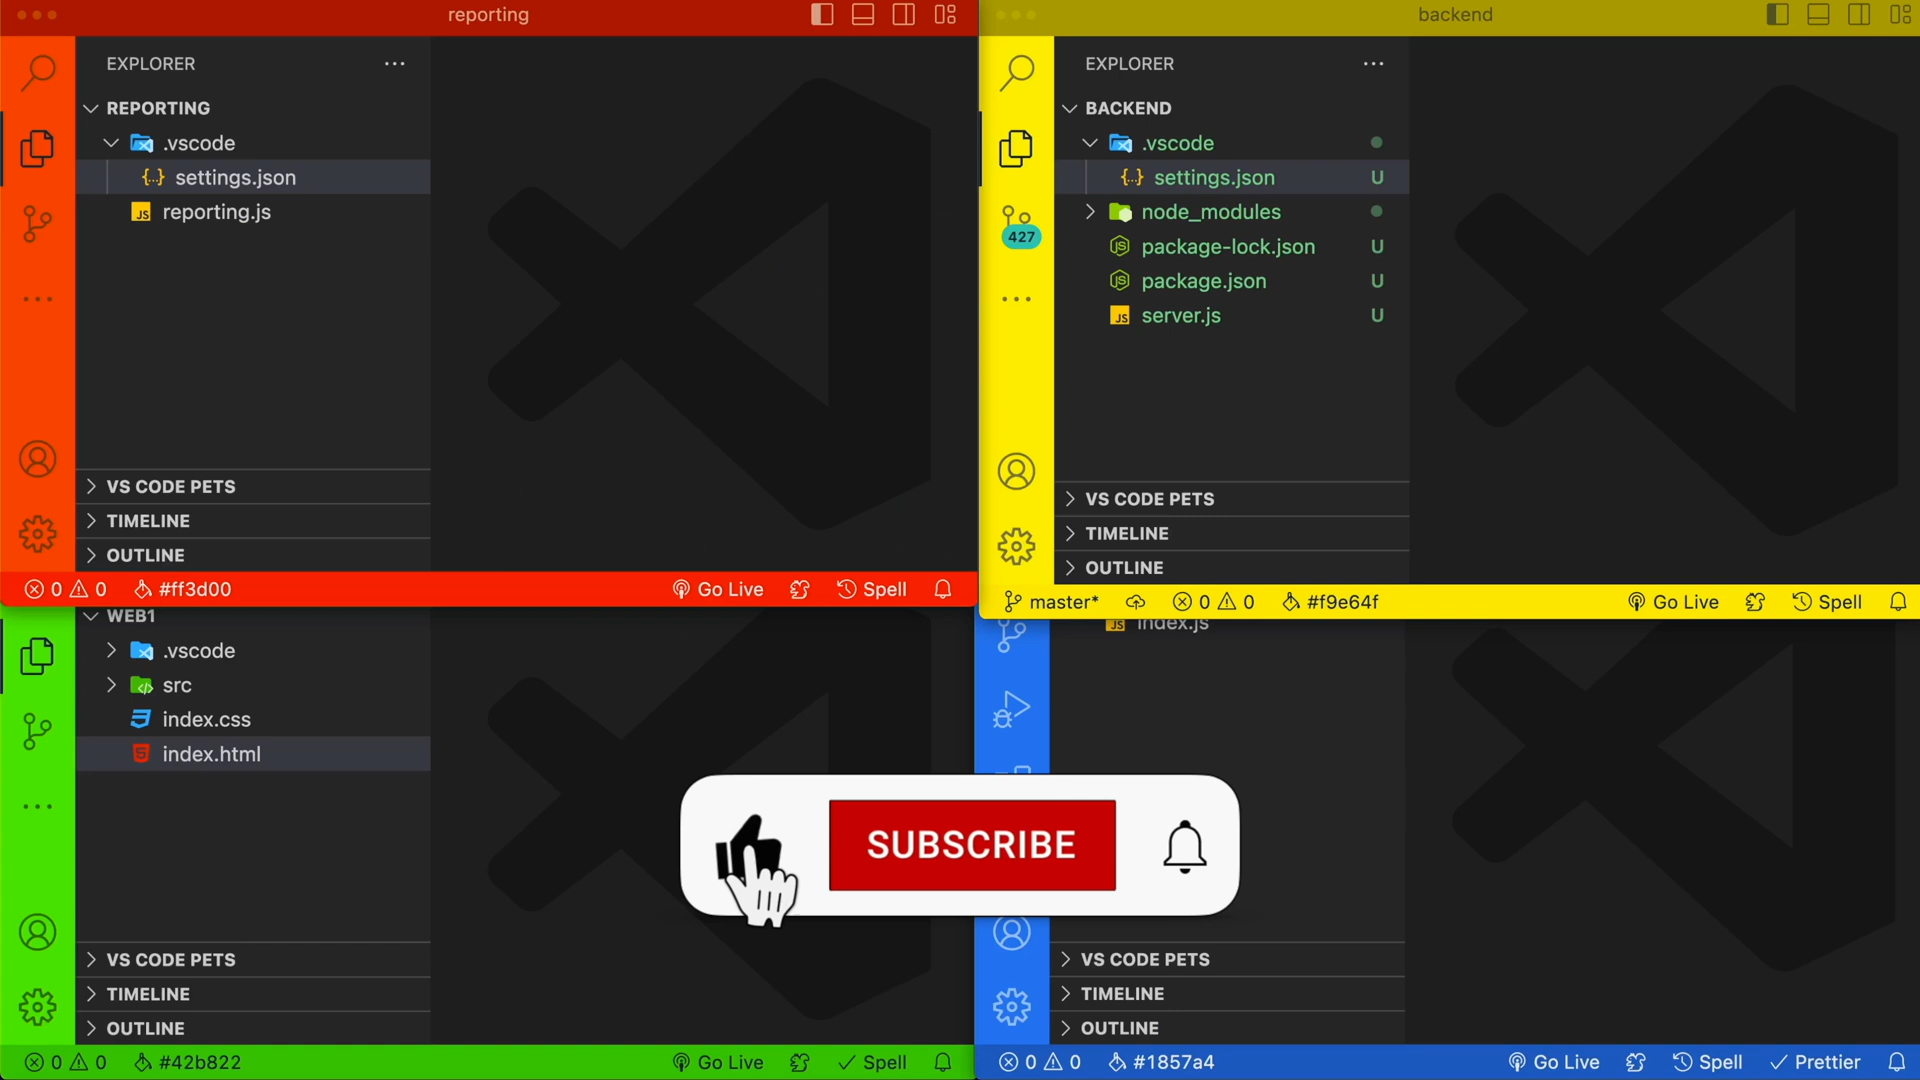 reporting
EXPLORER
REPORTING
.vscode
settings.json
reporting.js
VS CODE PETS
TIMELINE
OUTLINE
0 0 #ff3d00 Go Live Spell
backend
EXPLORER
BACKEND
.vscode
settings.json U
node_modules
package-lock.json U
package.json U
server.js U
427
VS CODE PETS
TIMELINE
OUTLINE
master* 0 0 #f9e64f Go Live Spell
WEB1
.vscode
src
index.css
index.html
VS CODE PETS
TIMELINE
OUTLINE
0 0 #42b822 Go Live Spell
index.js
SUBSCRIBE
VS CODE PETS
TIMELINE
OUTLINE
0 0 #1857a4 Go Live Spell Prettier